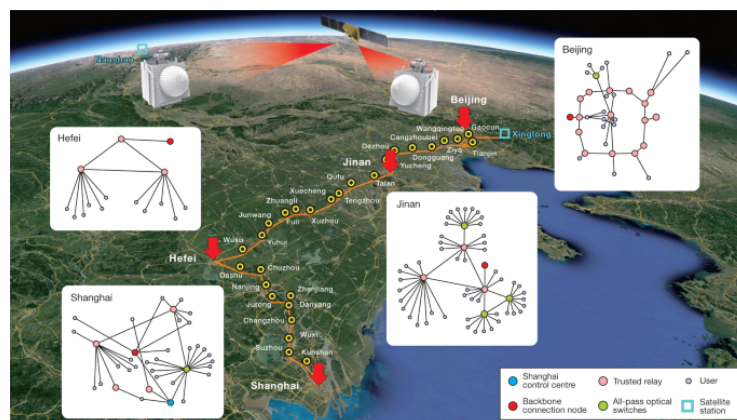 Nanshan
Beijing
Beijing
Wangqingtuo
Gaocun
Cangzhoubei
Xinglong
Dezhou
Hefei
Ziya
Tianjin
Dongguang
Jinan
Yucheng
Qufu
Taian
Xuecheng
Zhuangli
Tengzhou
Junwang
Fuli
Xuzhou
Jinan
Wuxu
Yuhui
Hefei
Chuzhou
Dashu
Nanjing
Zhenjiang
Shanghai
Jurong
Danyang
Changzhou
Wuxi
Suzhou
Kunshan
Shanghai
Shanghai
control centre
Trusted relay
User
Backbone
connection node
All-pass optical
switches
Satellite
station